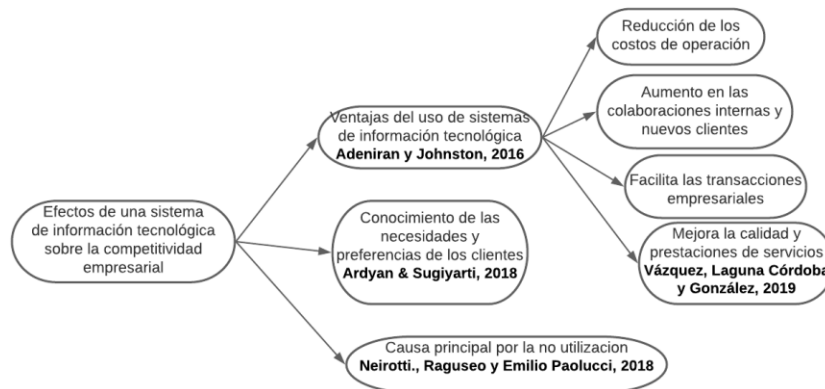 Efectos de una sistema
de información tecnológica
sobre la competitividad
empresarial
Ventajas del uso de sistemas
de información tecnológica
Adeniran y Johnston, 2016
Conocimiento de las
necesidades y
preferencias de los clientes
Ardyan & Sugiyarti, 2018
Causa principal por la no utilizacion
Neirotti., Raguseo y Emilio Paolucci, 2018
Reducción de los
costos de operación
Aumento en las
colaboraciones internas y
nuevos clientes
Facilita las transacciones
empresariales
Mejora la calidad y
prestaciones de servicios
Vázquez, Laguna Córdoba
y González, 2019